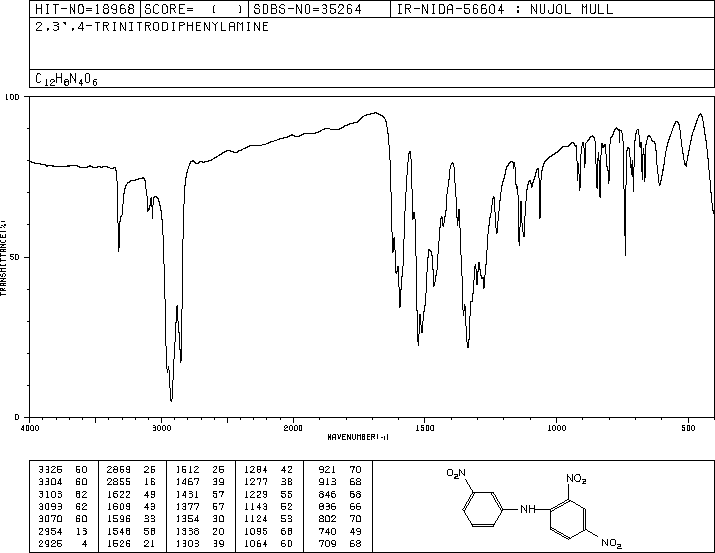 HIT-NO=18968 SCORE= ( ) SDBS-NO=35264 IR-NIDA-56604 : NUJOL MULL
2,3',4-TRINITRODIPHENYLAMINE
C12H8N4O6
100
50
0
TRANSMITTANCE(%)
4000 3000 2000 1500 1000 500
WAVENUMBER(-1)
3325 60 2869 26 1612 26 1284 42 921 70
3304 60 2855 16 1467 39 1277 38 913 68
3103 62 1622 49 1451 57 1229 55 846 68
3093 62 1609 43 1377 57 1143 52 836 66
3070 60 1596 33 1354 30 1124 53 802 70
2954 13 1548 58 1338 20 1095 68 740 49
2925 4 1526 21 1303 39 1064 60 709 68
O2N
NO2
NH
NO2